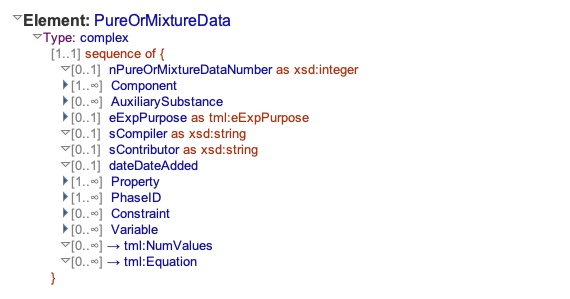 Element: PureOrMixtureData
Type: complex
[1..1] sequence of {
[0..1] nPureOrMixtureDataNumber as xsd:integer
[1..∞] Component
[0..∞] AuxiliarySubstance
[0..1] eExpPurpose as tml:eExpPurpose
[0..1] sCompiler as xsd:string
[0..1] sContributor as xsd:string
[0..1] dateDateAdded
[1..∞] Property
[1..∞] PhaseID
[0..∞] Constraint
[0..∞] Variable
[0..∞] → tml:NumValues
[0..∞] → tml:Equation
}